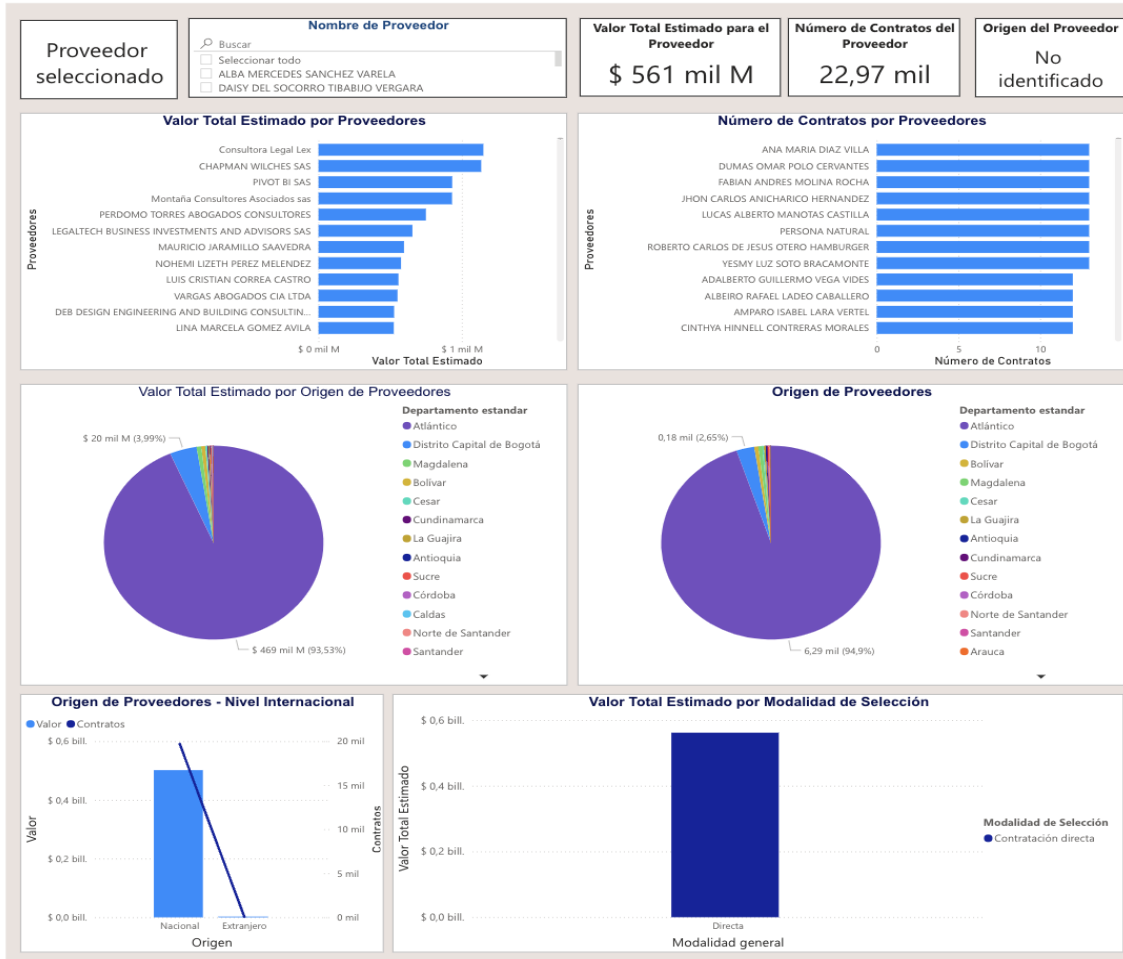 Proveedor
seleccionado
Nombre de Proveedor
Buscar
Seleccionar todo
ALBA MERCEDES SANCHEZ VARELA
DAISY DEL SOCORRO TIBABIJO VERGARA
Valor Total Estimado para el
Proveedor
$ 561 mil M
Número de Contratos del
Proveedor
22,97 mil
Origen del Proveedor
No
identificado
Valor Total Estimado por Proveedores
Proveedores
Consultora Legal Lex
CHAPMAN WILCHES SAS
PIVOT BI SAS
Montaña Consultores Asociados sas
PERDOMO TORRES ABOGADOS CONSULTORES
LEGALTECH BUSINESS INVESTMENTS AND ADVISORS SAS
MAURICIO JARAMILLO SAAVEDRA
NOHEMI LIZETH PEREZ MELENDEZ
LUIS CRISTIAN CORREA CASTRO
VARGAS ABOGADOS CIA LTDA
DEB DESIGN ENGINEERING AND BUILDING CONSULTIN...
LINA MARCELA GOMEZ AVILA
$ 0 mil M
$ 1 mil M
Valor Total Estimado
Número de Contratos por Proveedores
Proveedores
ANA MARIA DIAZ VILLA
DUMAS OMAR POLO CERVANTES
FABIAN ANDRES MOLINA ROCHA
JHON CARLOS ANICHARICO HERNANDEZ
LUCAS ALBERTO MANOTAS CASTILLA
PERSONA NATURAL
ROBERTO CARLOS DE JESUS OTERO HAMBURGER
YESMY LUZ SOTO BRACAMONTE
ADALBERTO GUILLERMO VEGA VIDES
ALBEIRO RAFAEL LADEO CABALLERO
AMPARO ISABEL LARA VERTEL
CINTHYA HINNELL CONTRERAS MORALES
0
5
10
Número de Contratos
Valor Total Estimado por Origen de Proveedores
$ 20 mil M (3,99%)
$ 469 mil M (93,53%)
Departamento estandar
Atlántico
Distrito Capital de Bogotá
Magdalena
Bolívar
Cesar
Cundinamarca
La Guajira
Antioquia
Sucre
Córdoba
Caldas
Norte de Santander
Santander
Origen de Proveedores
0,18 mil (2,65%)
6,29 mil (94,9%)
Departamento estandar
Atlántico
Distrito Capital de Bogotá
Bolívar
Magdalena
Cesar
La Guajira
Antioquia
Cundinamarca
Sucre
Córdoba
Norte de Santander
Santander
Arauca
Origen de Proveedores - Nivel Internacional
Valor
Contratos
Valor
$ 0,6 bill.
$ 0,4 bill.
$ 0,2 bill.
$ 0,0 bill.
20 mil
15 mil
10 mil
5 mil
0 mil
Contratos
Nacional
Extranjero
Origen
Valor Total Estimado por Modalidad de Selección
Valor Total Estimado
$ 0,6 bill.
$ 0,4 bill.
$ 0,2 bill.
$ 0,0 bill.
Directa
Modalidad general
Modalidad de Selección
Contratación directa